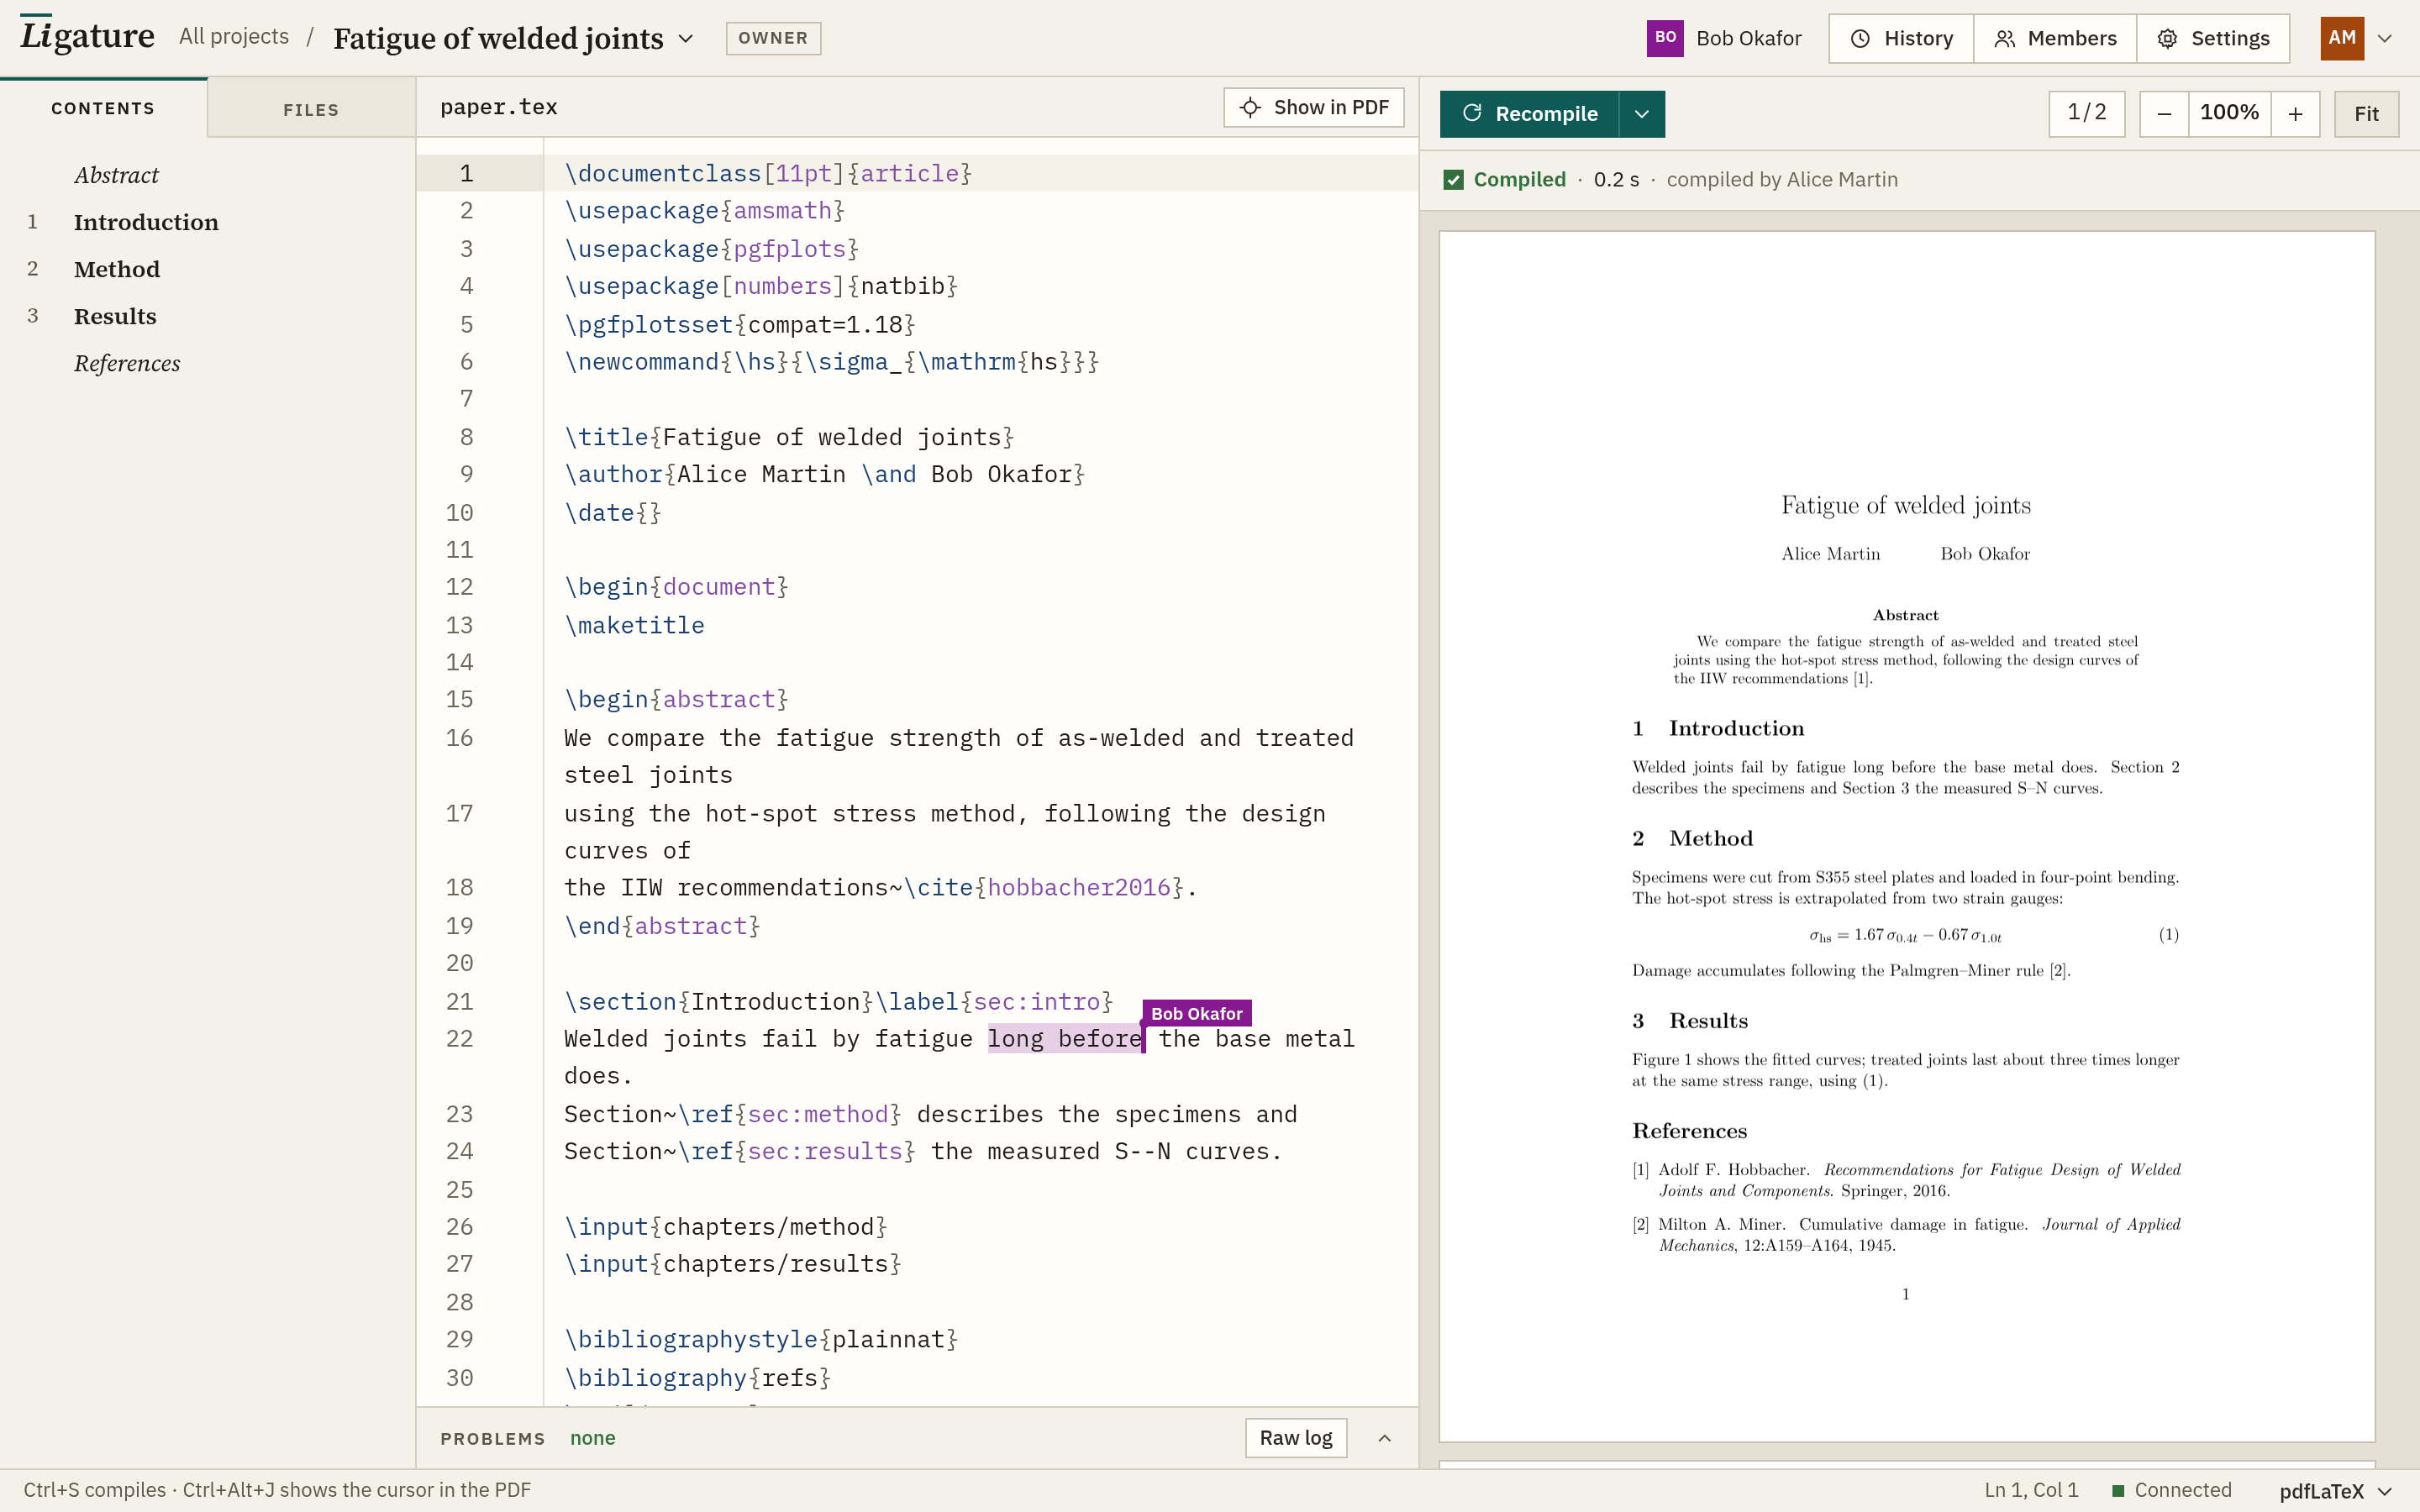 Ligature All projects / Fatigue of welded joints OWNER BO Bob Okafor History Members Settings AM
CONTENTS FILES
Abstract
1 Introduction
2 Method
3 Results
References
paper.tex Show in PDF
1 \documentclass[11pt]{article}
2 \usepackage{amsmath}
3 \usepackage{pgfplots}
4 \usepackage[numbers]{natbib}
5 \pgfplotsset{compat=1.18}
6 \newcommand{\hs}{\sigma_{\mathrm{hs}}}
7
8 \title{Fatigue of welded joints}
9 \author{Alice Martin \and Bob Okafor}
10 \date{}
11
12 \begin{document}
13 \maketitle
14
15 \begin{abstract}
16 We compare the fatigue strength of as-welded and treated
steel joints
17 using the hot-spot stress method, following the design
curves of
18 the IIW recommendations~\cite{hobbacher2016}.
19 \end{abstract}
20
21 \section{Introduction}\label{sec:intro}
Bob Okafor
22 Welded joints fail by fatigue long before the base metal
does.
23 Section~\ref{sec:method} describes the specimens and
24 Section~\ref{sec:results} the measured S--N curves.
25
26 \input{chapters/method}
27 \input{chapters/results}
28
29 \bibliographystyle{plainnat}
30 \bibliography{refs}
PROBLEMS none Raw log
Recompile 1/2 − 100% + Fit
Compiled · 0.2 s · compiled by Alice Martin
Fatigue of welded joints
Alice Martin Bob Okafor
Abstract
We compare the fatigue strength of as-welded and treated steel
joints using the hot-spot stress method, following the design curves of
the IIW recommendations [1].
1 Introduction
Welded joints fail by fatigue long before the base metal does. Section 2
describes the specimens and Section 3 the measured S–N curves.
2 Method
Specimens were cut from S355 steel plates and loaded in four-point bending.
The hot-spot stress is extrapolated from two strain gauges:
σhs = 1.67 σ0.4t − 0.67 σ1.0t (1)
Damage accumulates following the Palmgren–Miner rule [2].
3 Results
Figure 1 shows the fitted curves; treated joints last about three times longer
at the same stress range, using (1).
References
[1] Adolf F. Hobbacher. Recommendations for Fatigue Design of Welded
Joints and Components. Springer, 2016.
[2] Milton A. Miner. Cumulative damage in fatigue. Journal of Applied
Mechanics, 12:A159–A164, 1945.
1
Ctrl+S compiles · Ctrl+Alt+J shows the cursor in the PDF Ln 1, Col 1 Connected pdfLaTeX